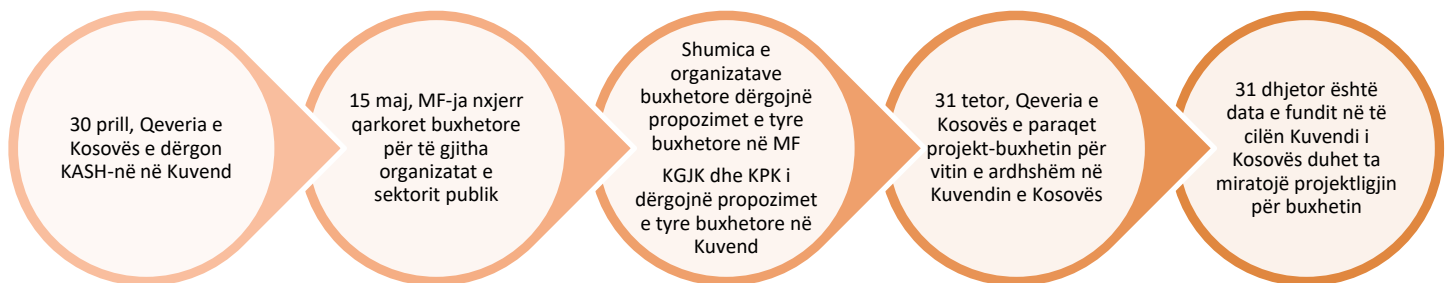 30 prill, Qeveria e
Kosovës e dërgon
KASH-në në Kuvend
15 maj, MF-ja nxjerr
qarkoret buxhetore
për të gjitha
organizatat e
sektorit publik
Shumica e
organizatave
buxhetore dërgojnë
propozimet e tyre
buxhetore në MF
KGJK dhe KPK i
dërgojnë propozimet
e tyre buxhetore në
Kuvend
31 tetor, Qeveria e
Kosovës e paraqet
projekt-buxhetin për
vitin e ardhshëm në
Kuvendin e Kosovës
31 dhjetor është
data e fundit në të
cilën Kuvendi i
Kosovës duhet ta
miratojë projektligjin
për buxhetin